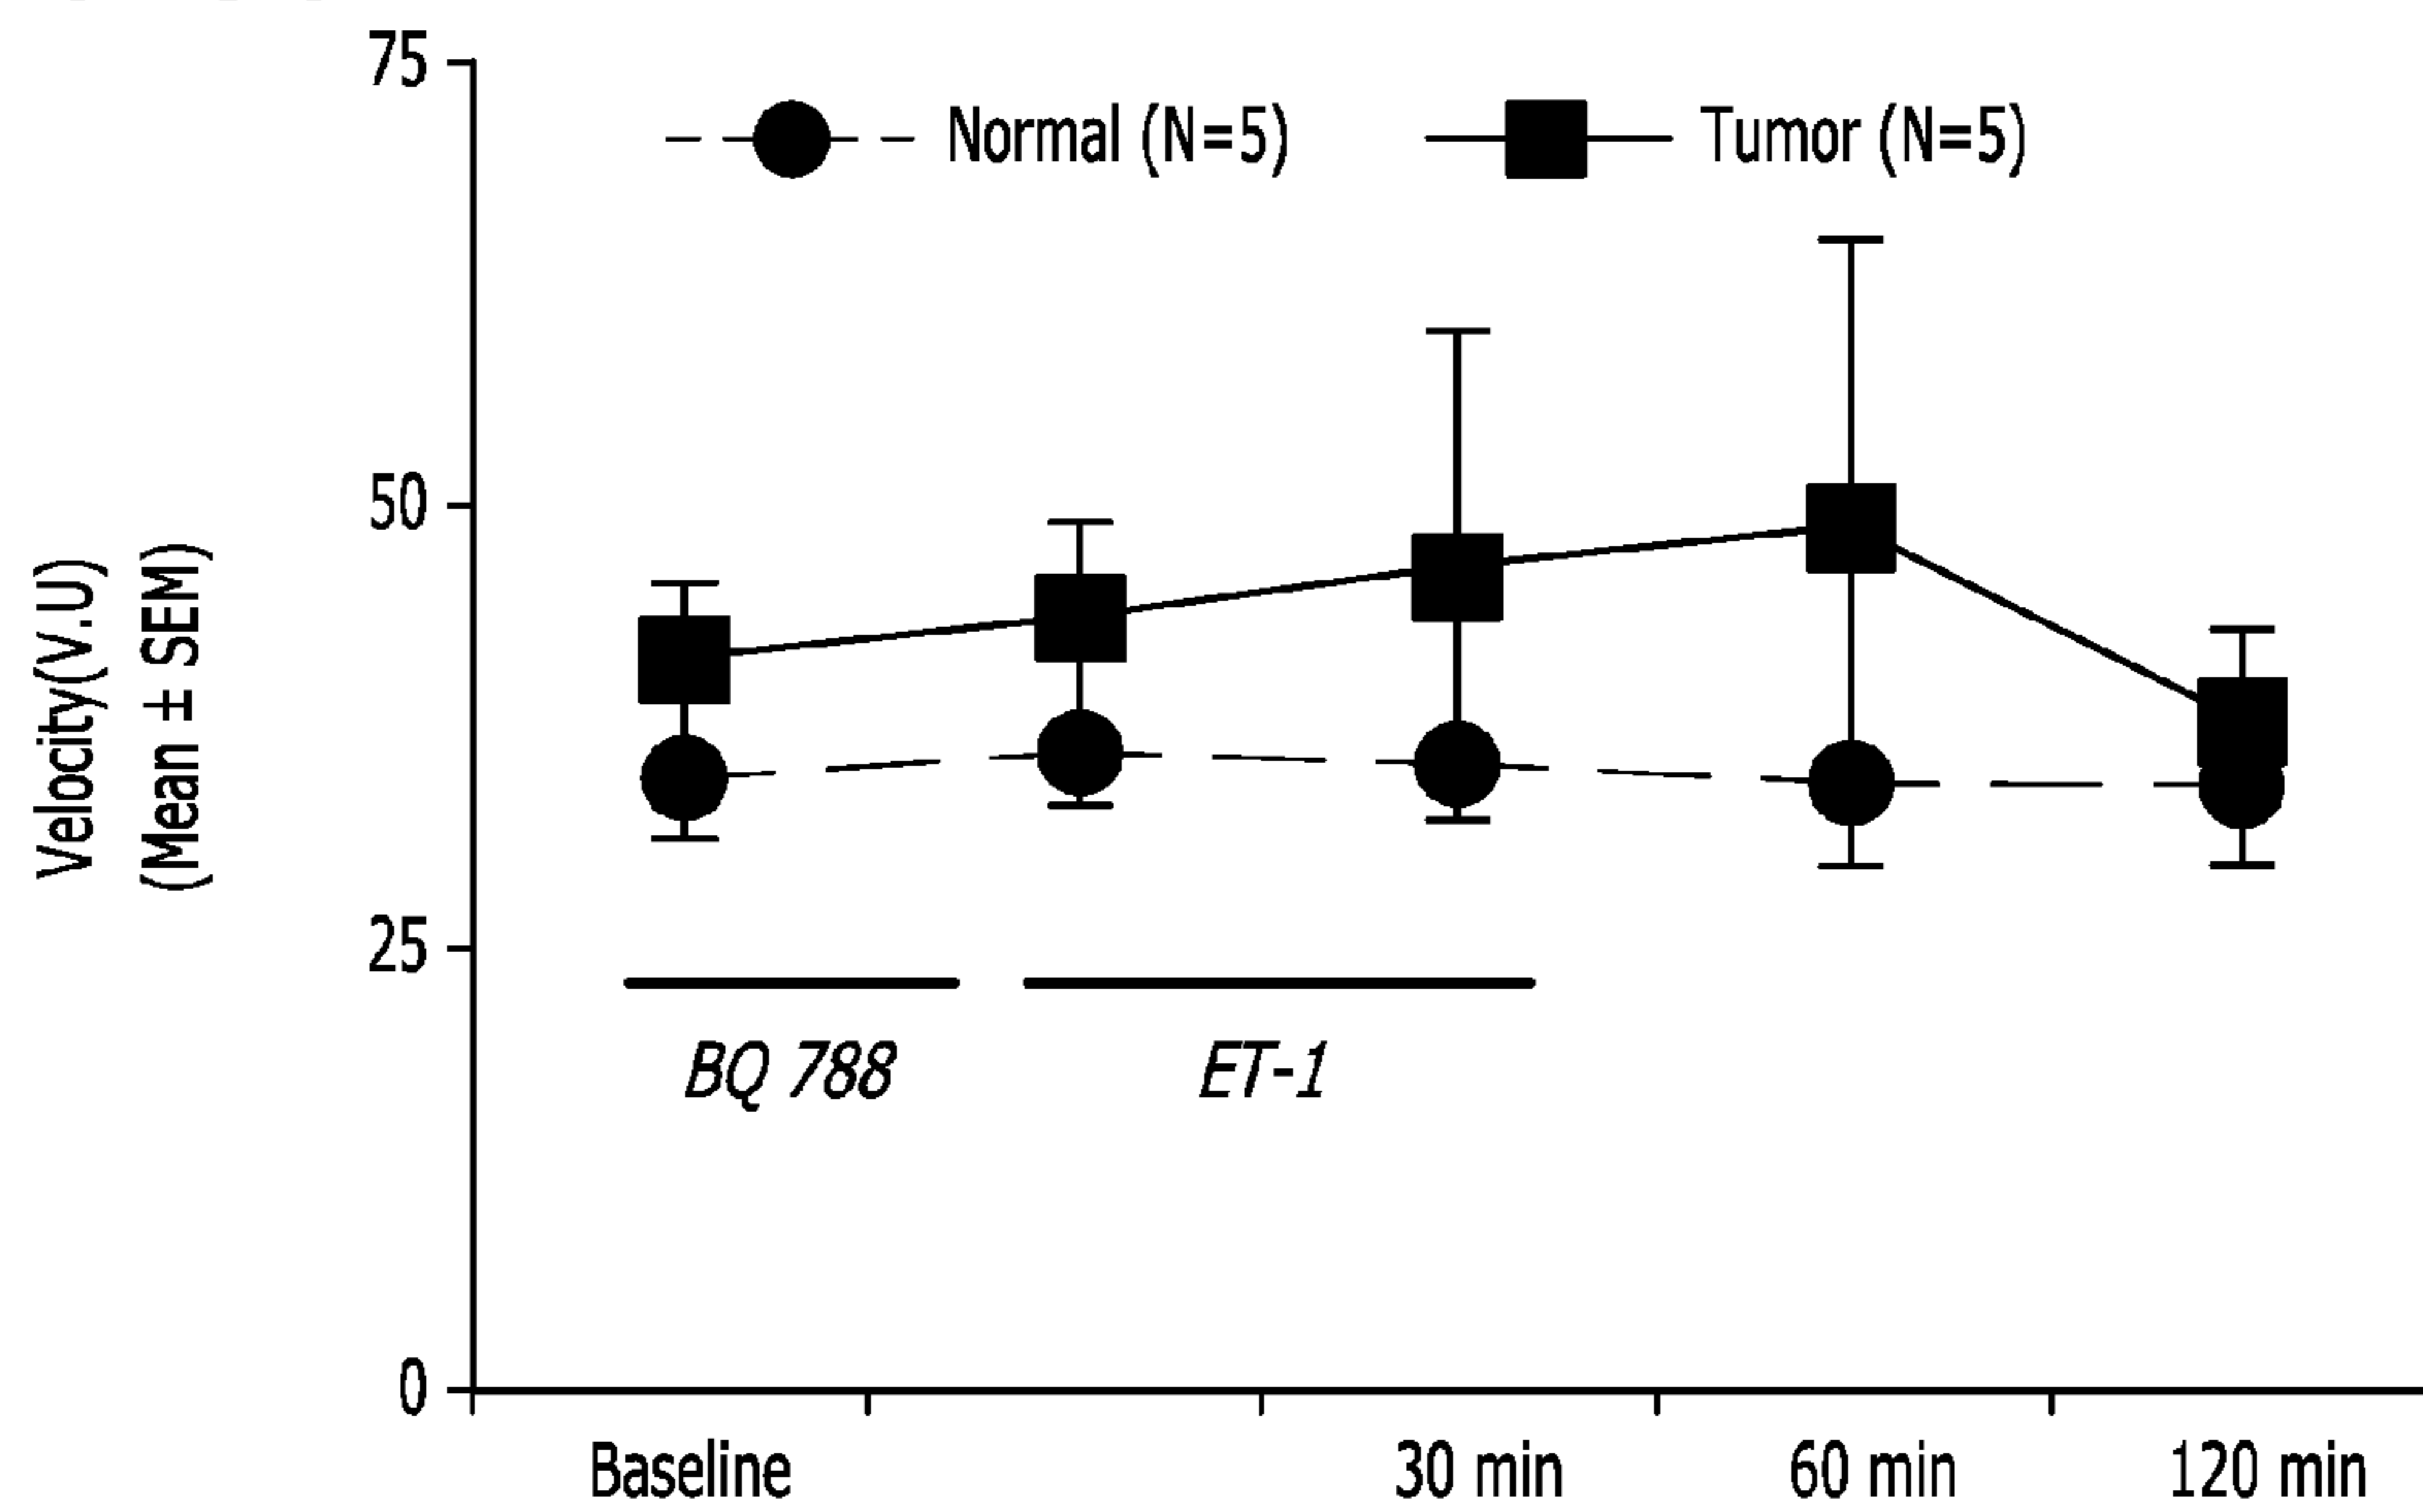 75
Normal (N=5)
Tumor (N=5)
50
Velocity(V.U)
(Mean ± SEM)
25
BQ 788
ET-1
0
Baseline
30 min
60 min
120 min